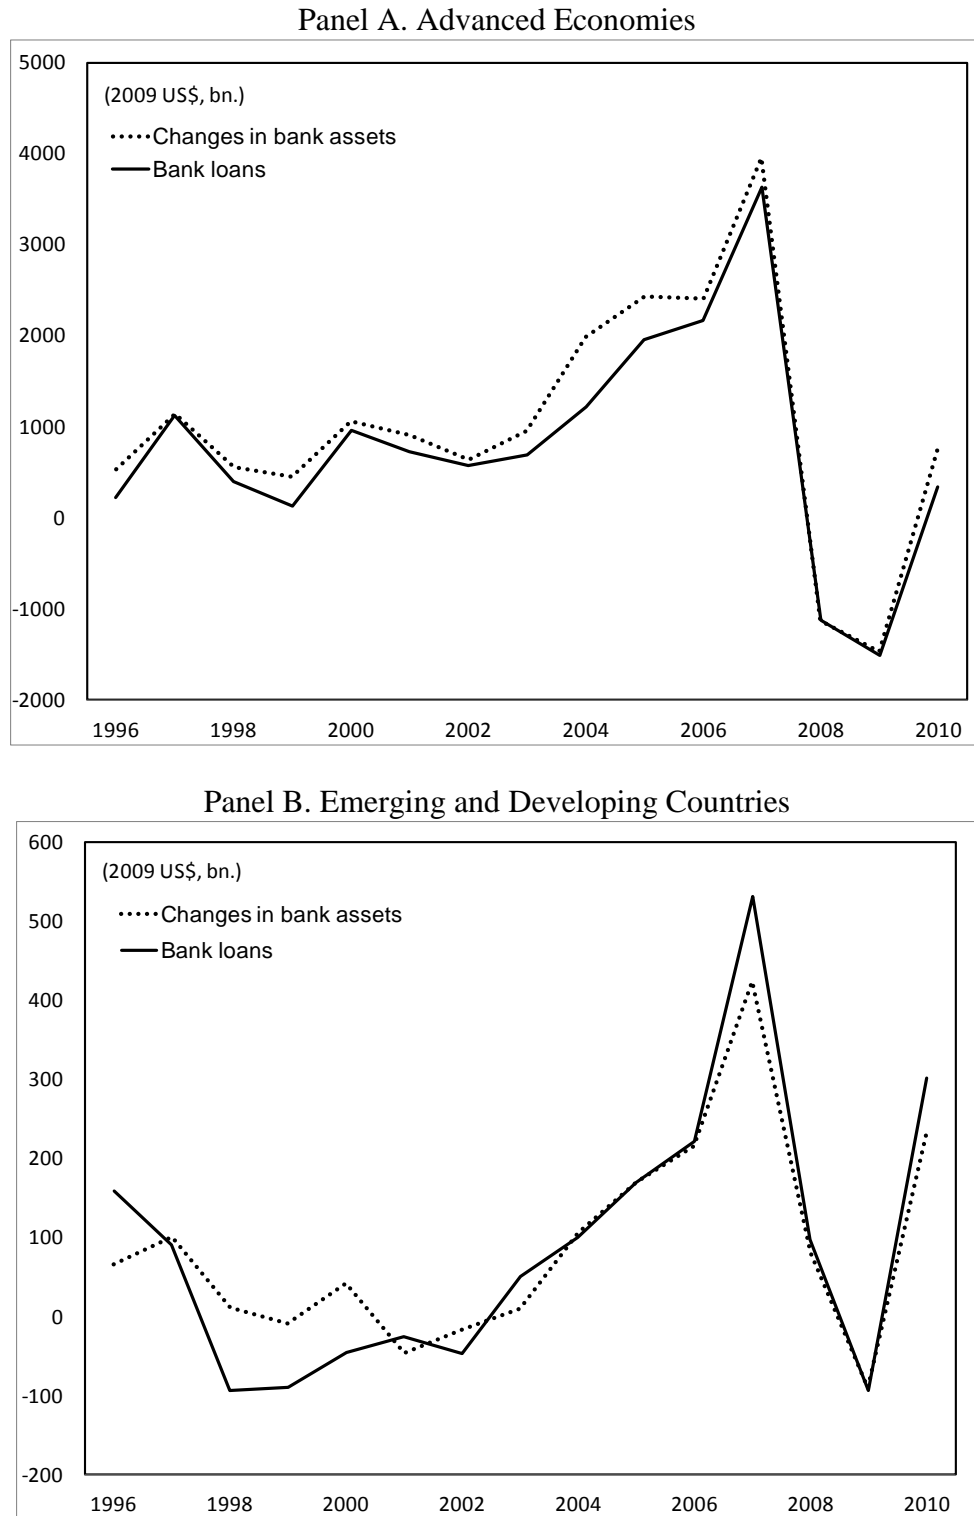 Panel A. Advanced Economies
5000
(2009 US$, bn.)
Changes in bank assets
4000
Bank loans
3000
2000
1000
0
-1000
-2000
1996 1998 2000 2002 2004 2006 2008 2010
Panel B. Emerging and Developing Countries
600
(2009 US$, bn.)
500
Changes in bank assets
Bank loans
400
300
200
100
0
-100
-200
1996 1998 2000 2002 2004 2006 2008 2010